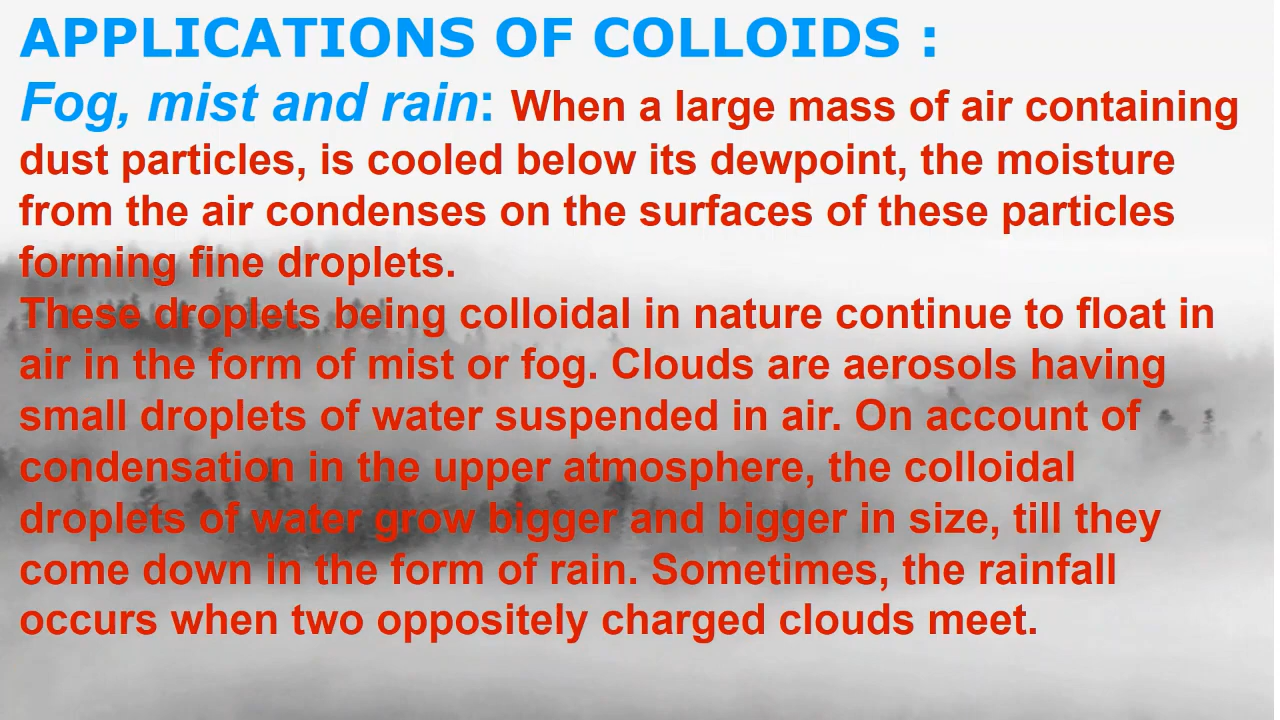 APPLICATIONS OF COLLOIDS :
Fog, mist and rain: When a large mass of air containing
dust particles, is cooled below its dewpoint, the moisture
from the air condenses on the surfaces of these particles
forming fine droplets.
These droplets being colloidal in nature continue to float in
air in the form of mist or fog. Clouds are aerosols having
small droplets of water suspended in air. On account of
condensation in the upper atmosphere, the colloidal
droplets of water grow bigger and bigger in size, till they
come down in the form of rain. Sometimes, the rainfall
occurs when two oppositely charged clouds meet.